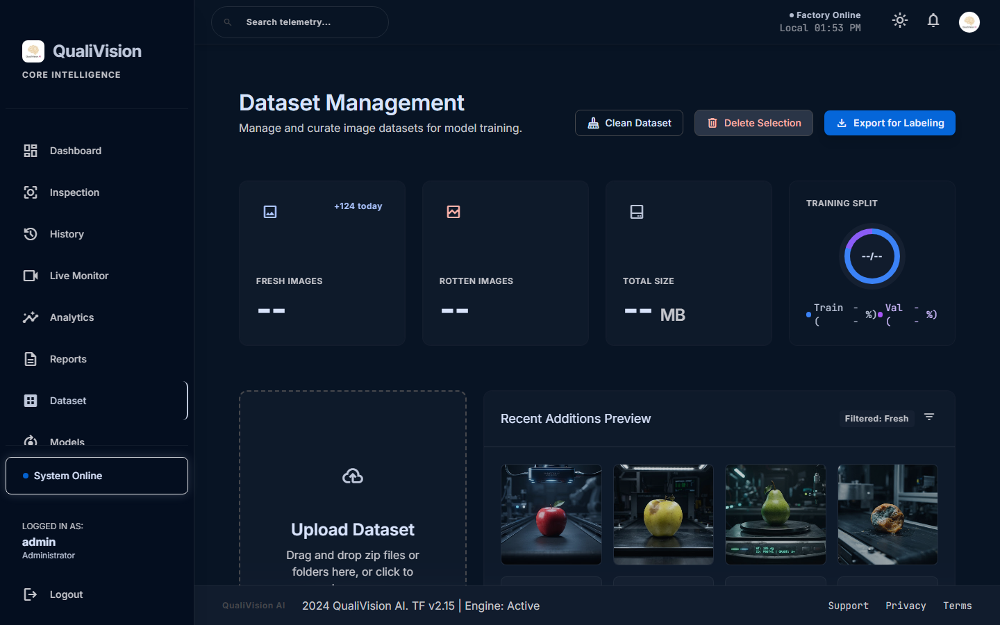 QualiVision
CORE INTELLIGENCE
Dashboard
Inspection
History
Live Monitor
Analytics
Reports
Dataset
Models
System Online
LOGGED IN AS:
admin
Administrator
Logout
Search telemetry...
Factory Online
Local 01:53 PM
Dataset Management
Manage and curate image datasets for model training.
Clean Dataset
Delete Selection
Export for Labeling
+124 today
FRESH IMAGES
--
ROTTEN IMAGES
--
TOTAL SIZE
-- MB
TRAINING SPLIT
--/--
Train (--%)
Val (--%)
Upload Dataset
Drag and drop zip files or
folders here, or click to
Recent Additions Preview
Filtered: Fresh
QualiVision AI
2024 QualiVision AI. TF v2.15 | Engine: Active
Support
Privacy
Terms